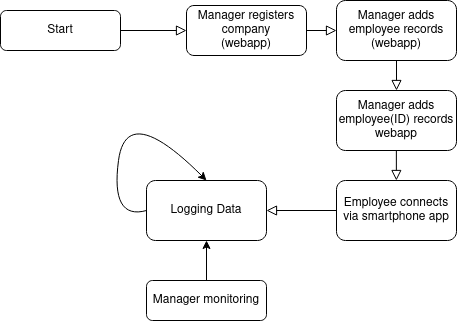 Start
Manager registers
company
(webapp)
Manager adds
employee records
(webapp)
Manager adds
employee(ID) records
webapp
Employee connects
via smartphone app
Logging Data
Manager monitoring